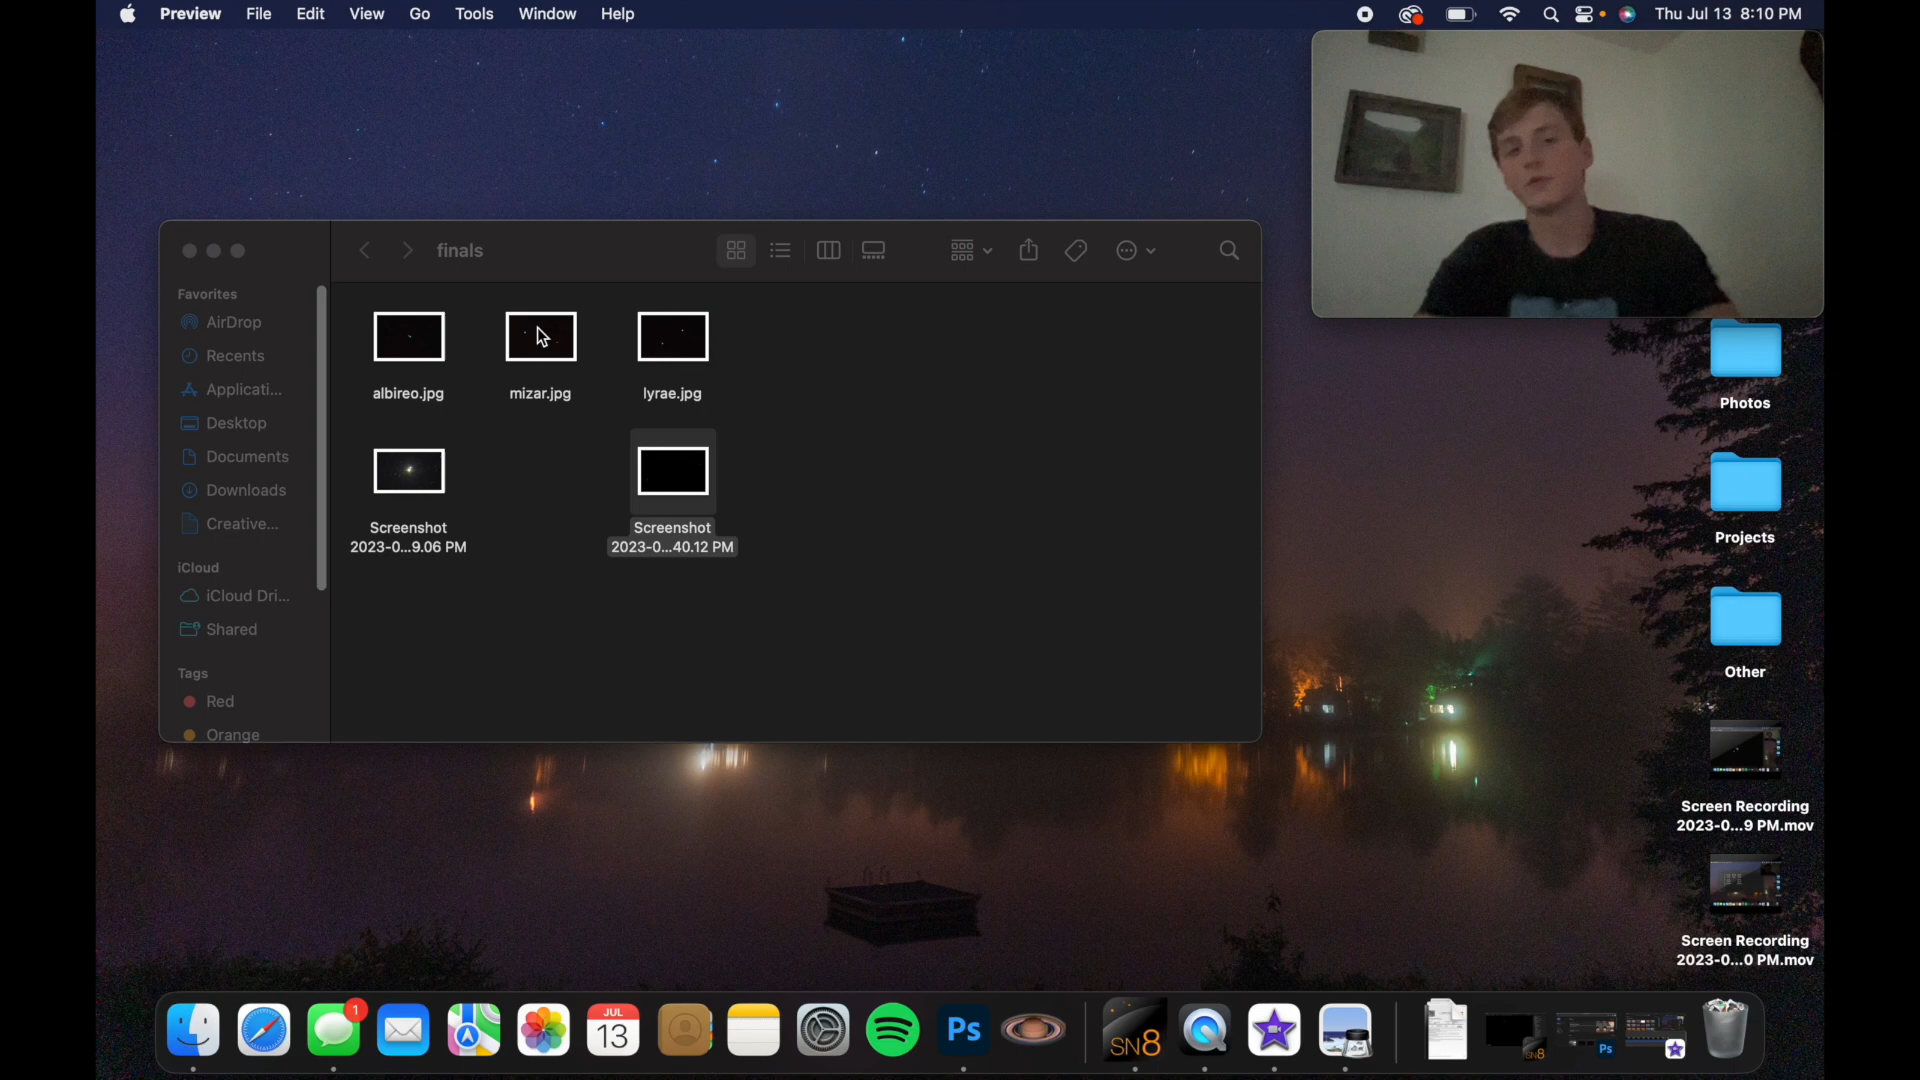 Preview File Edit View Go Tools Window Help Thu Jul 13 8:10 PM
finals
Favorites
AirDrop
Recents
Applicati...
Desktop
Documents
Downloads
Creative...
iCloud
iCloud Dri...
Shared
Tags
Red
Orange
albireo.jpg
mizar.jpg
lyrae.jpg
Screenshot
2023-0...9.06 PM
Screenshot
2023-0...40.12 PM
Photos
Projects
Other
Screen Recording
2023-0...9 PM.mov
Screen Recording
2023-0...0 PM.mov
1
JUL
13
Ps
SN8
SN8
Ps